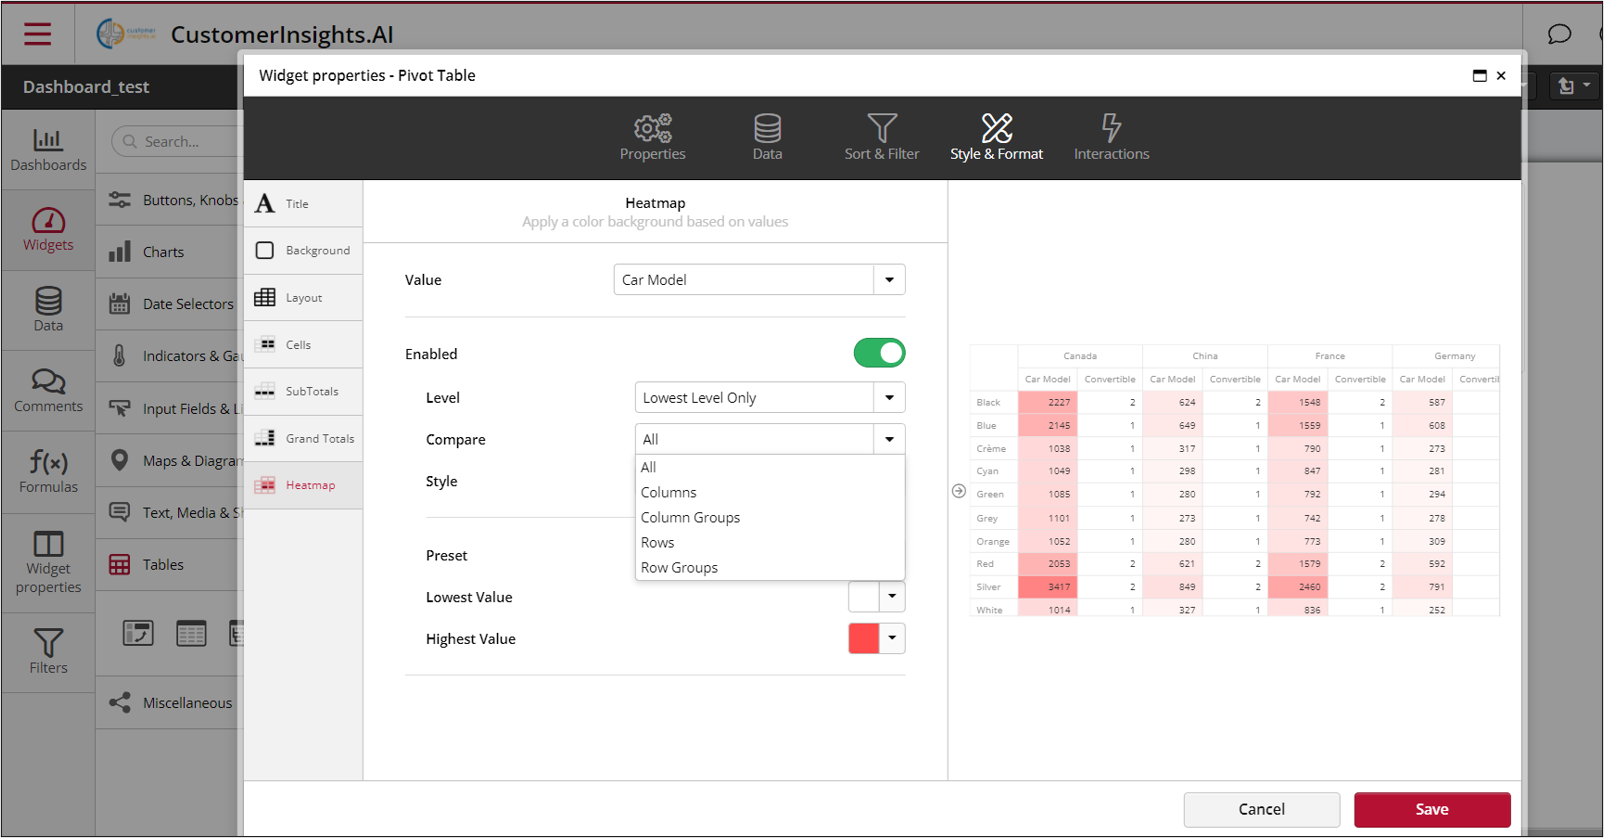 customer
insights.ai
CustomerInsights.AI
Widget properties - Pivot Table
Dashboard_test
Properties
Data
Sort & Filter
Style & Format
Interactions
Dashboards
Widgets
Data
Comments
Formulas
Widget
properties
Filters
Search...
Buttons, Knobs
Charts
Date Selectors
Indicators & Ga
Input Fields & Li
Maps & Diagram
Text, Media & Sh
Tables
Miscellaneous
Title
Background
Layout
Cells
SubTotals
Grand Totals
Heatmap
Heatmap
Apply a color background based on values
Value Car Model
Enabled
Level Lowest Level Only
Compare All
All
Style
Columns
Column Groups
Rows
Row Groups
Preset
Lowest Value
Highest Value
Canada China France Germany
Car Model Convertible Car Model Convertible Car Model Convertible Car Model Convertib
Black 2227 2 624 2 1548 2 587
Blue 2145 1 649 1 1559 1 608
Crème 1038 1 317 1 790 1 273
Cyan 1049 1 298 1 847 1 281
Green 1085 1 280 1 792 1 294
Grey 1101 1 273 1 742 1 278
Orange 1052 1 280 1 773 1 309
Red 2053 2 621 2 1579 2 592
Silver 3417 2 849 2 2460 2 791
White 1014 1 327 1 836 1 252
Cancel
Save